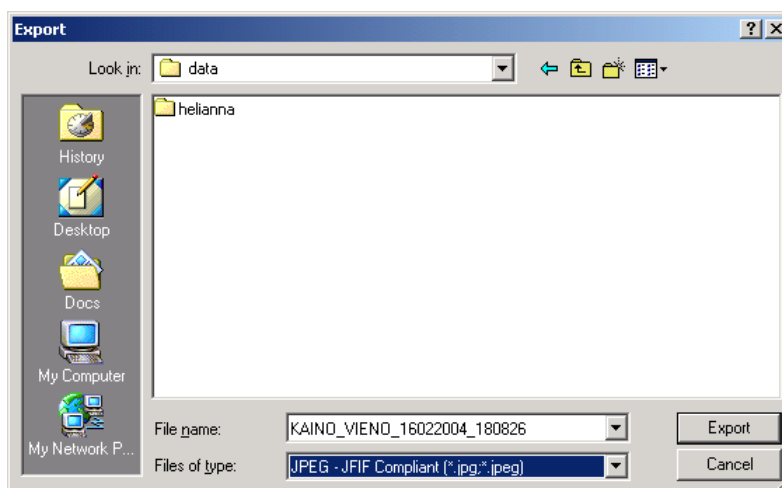 Export
Look in: data
helianna
History
Desktop
Docs
My Computer
My Network P...
File name: KAINO_VIENO_16022004_180826 Export
Files of type: JPEG - JFIF Compliant (*.jpg;*.jpeg) Cancel